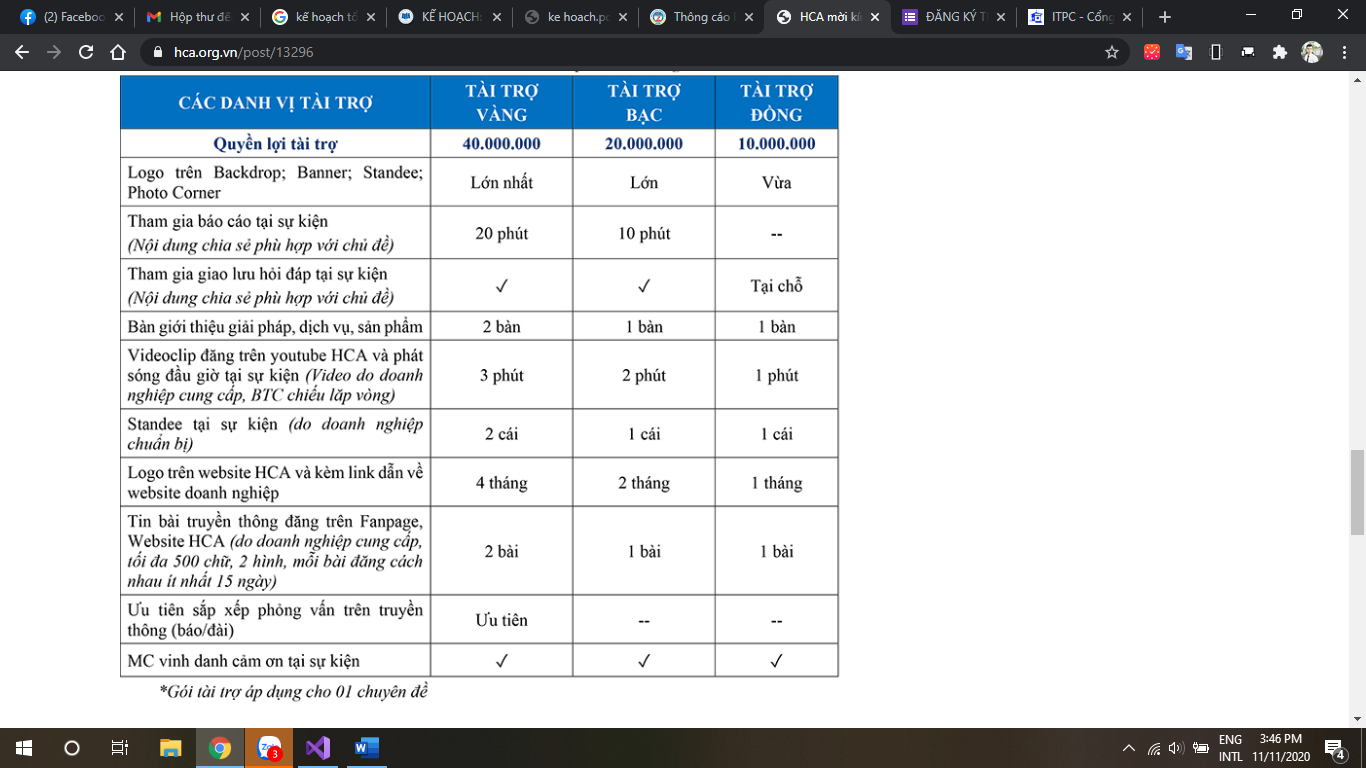 (2) Faceboo
Hộp thư đế
kế hoạch tổ
KẾ HOẠCH:
ke hoach.po
Thông cáo
HCA mời kí
ĐĂNG KÝ T
ITPC - Cổng
hca.org.vn/post/13296
CÁC DANH VỊ TÀI TRỢ
TÀI TRỢ VÀNG
TÀI TRỢ BẠC
TÀI TRỢ ĐỒNG
Quyền lợi tài trợ 40.000.000 20.000.000 10.000.000
Logo trên Backdrop; Banner; Standee;
Photo Corner
Lớn nhất Lớn Vừa
Tham gia báo cáo tại sự kiện
(Nội dung chia sẻ phù hợp với chủ đề)
20 phút 10 phút --
Tham gia giao lưu hỏi đáp tại sự kiện
(Nội dung chia sẻ phù hợp với chủ đề)
✓ ✓ Tại chỗ
Bàn giới thiệu giải pháp, dịch vụ, sản phẩm 2 bàn 1 bàn 1 bàn
Videoclip đăng trên youtube HCA và phát
sóng đầu giờ tại sự kiện (Video do doanh
nghiệp cung cấp, BTC chiếu lặp vòng)
3 phút 2 phút 1 phút
Standee tại sự kiện (do doanh nghiệp
chuẩn bị)
2 cái 1 cái 1 cái
Logo trên website HCA và kèm link dẫn về
website doanh nghiệp
4 tháng 2 tháng 1 tháng
Tin bài truyền thông đăng trên Fanpage,
Website HCA (do doanh nghiệp cung cấp,
tối đa 500 chữ, 2 hình, mỗi bài đăng cách
nhau ít nhất 15 ngày)
2 bài 1 bài 1 bài
Ưu tiên sắp xếp phỏng vấn trên truyền
thông (báo/đài)
Ưu tiên -- --
MC vinh danh cảm ơn tại sự kiện ✓ ✓ ✓
*Gói tài trợ áp dụng cho 01 chuyên đề
ENG
INTL
3:46 PM
11/11/2020
3
4